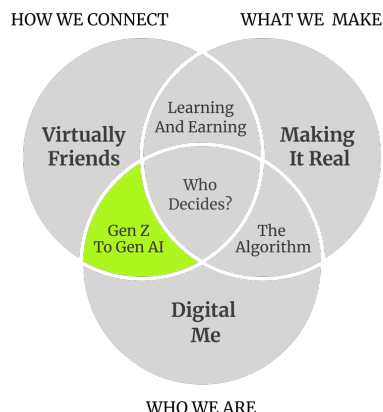 HOW WE CONNECT
WHAT WE MAKE
Learning
And Earning
Virtually
Friends
Making
It Real
Who
Decides?
Gen Z
To Gen AI
The
Algorithm
Digital
Me
WHO WE ARE